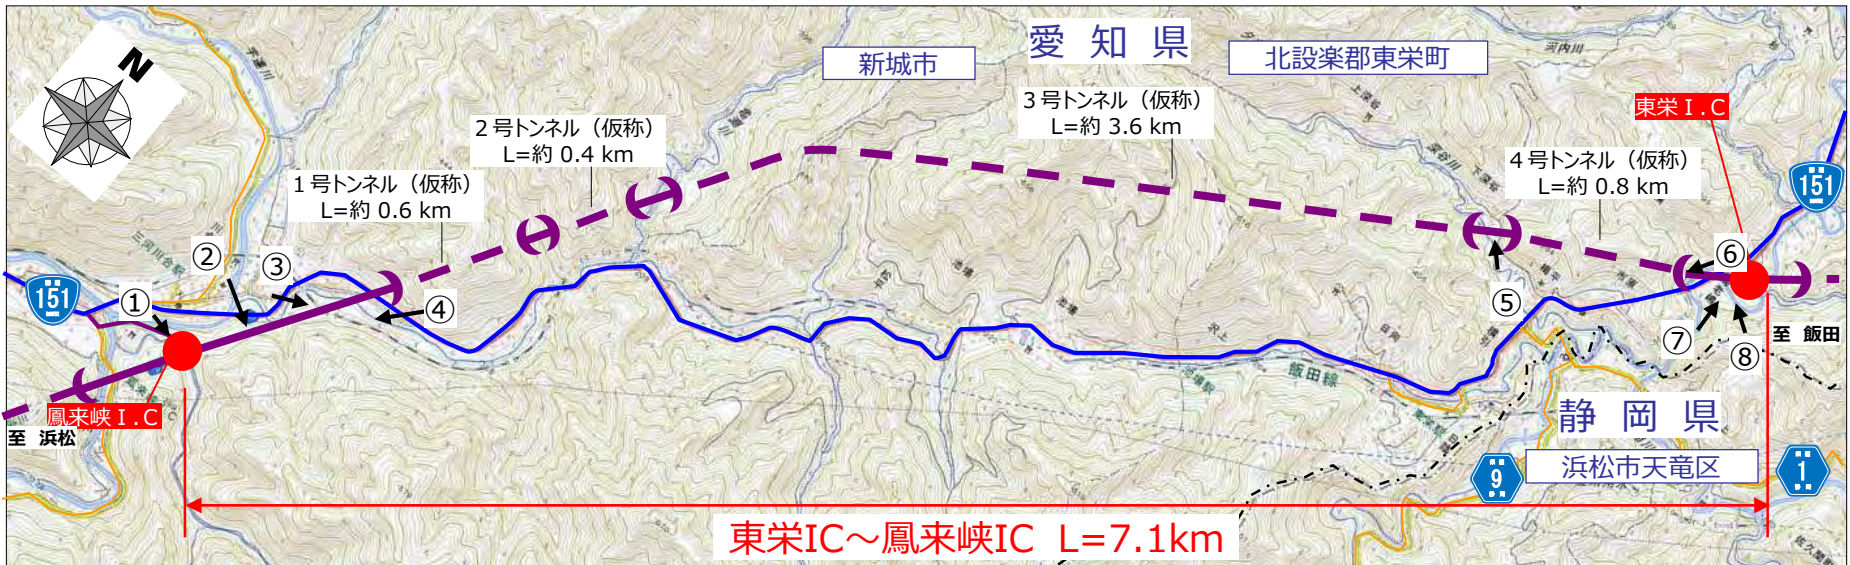 N
愛知県
新城市
北設楽郡東栄町
東栄 I.C
3号トンネル（仮称）
L=約 3.6 km
2号トンネル（仮称）
L=約 0.4 km
4号トンネル（仮称）
L=約 0.8 km
1号トンネル（仮称）
L=約 0.6 km
151
151
①
②
③
④
⑤
⑥
⑦
⑧
鳳来峡 I.C
至 浜松
至 飯田
飯田線
池場駅
静岡県
浜松市天竜区
9
1
東栄IC～鳳来峡IC L=7.1km